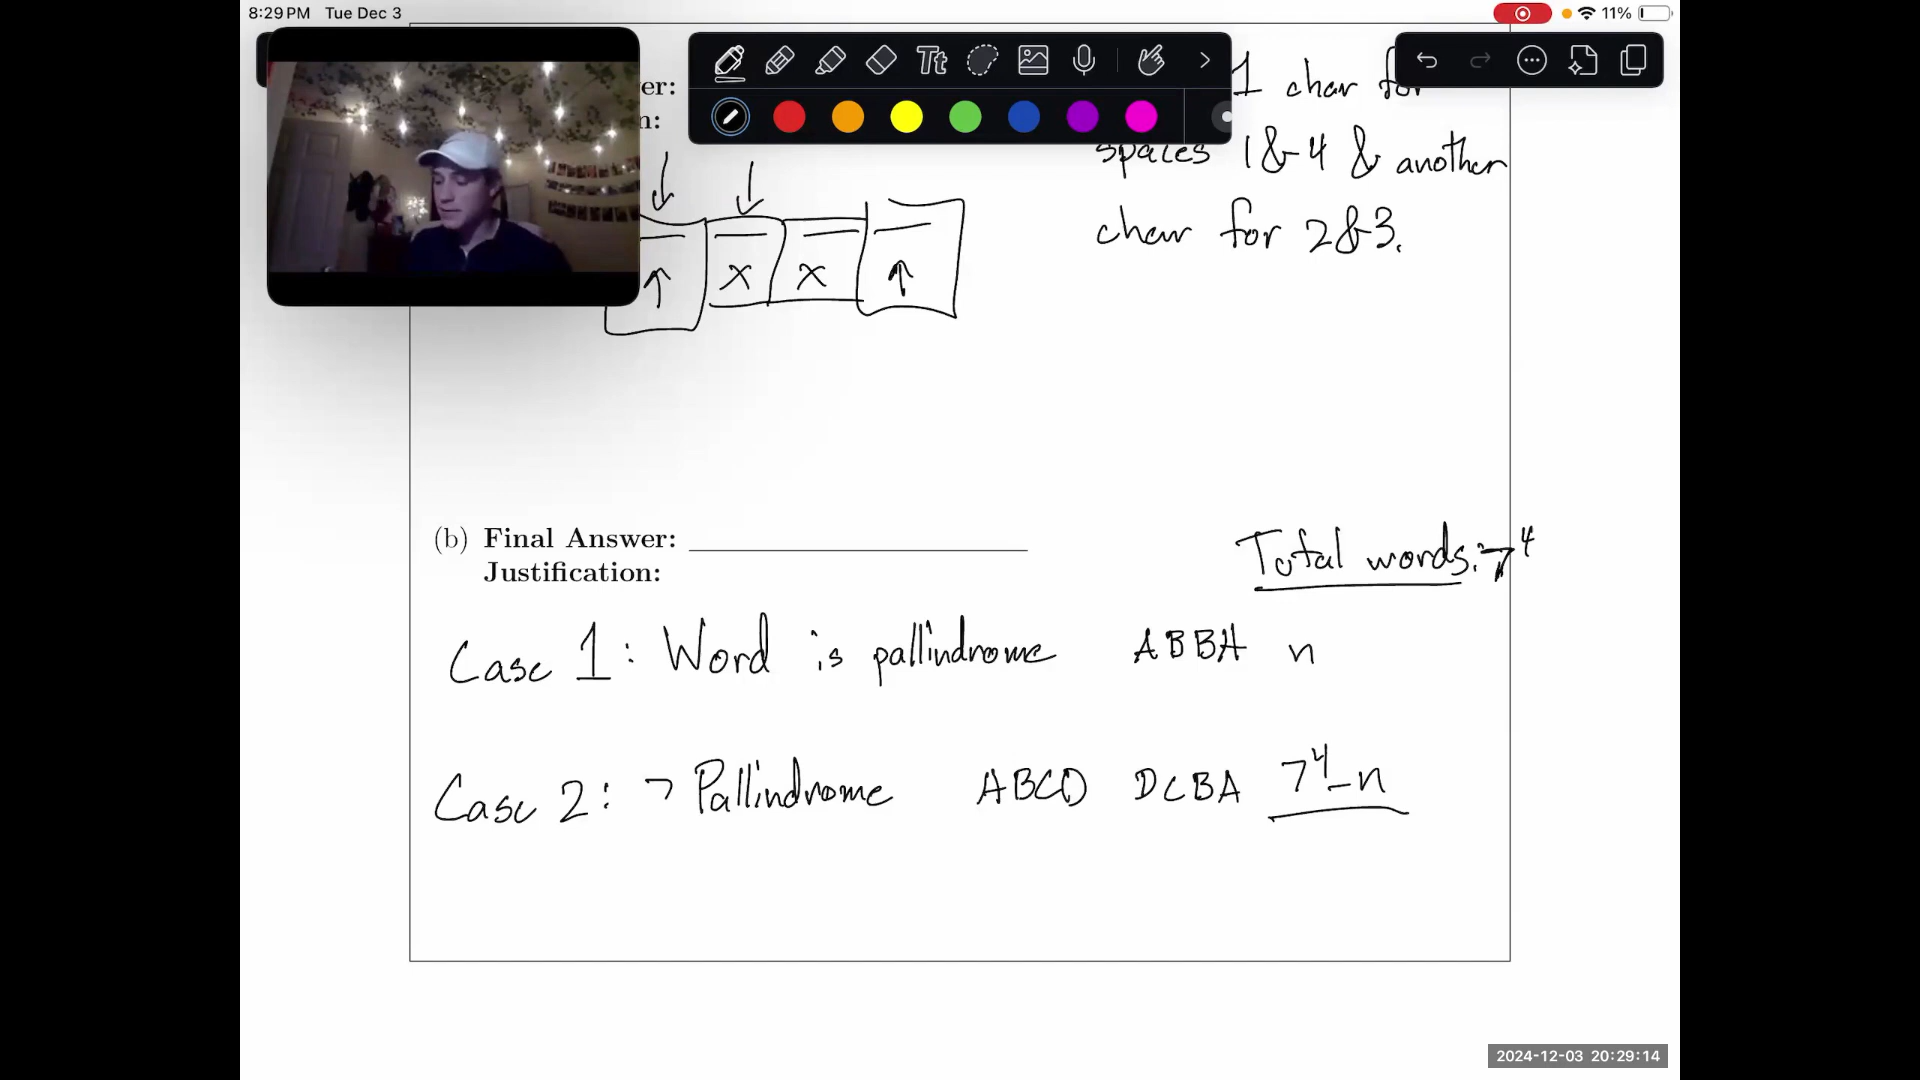 8:29 PM Tue Dec 3
11%
Tt
er:
n:
1 char for
spaces 1&4 & another
char for 2&3.
X X
(b) Final Answer:
Justification:
Total words: 7⁴
Case 1: Word is pallindrome ABBA n
Case 2: ¬ Pallindrome ABCD DCBA 7⁴-n
2024-12-03 20:29:14